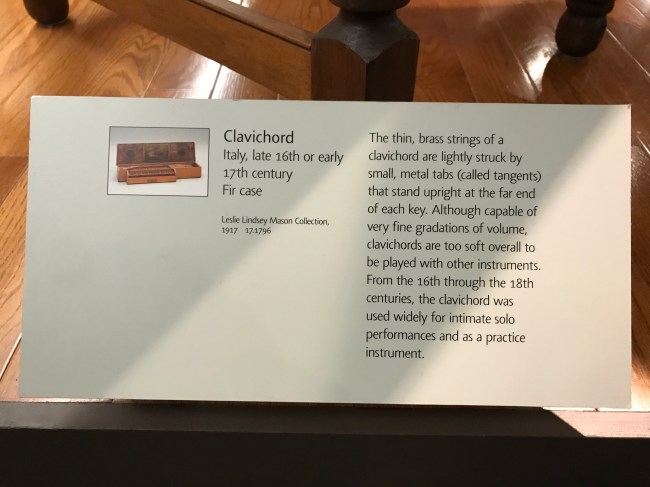 Clavichord
Italy, late 16th or early
17th century
Fir case
Leslie Lindsey Mason Collection,
1917 17.1796
The thin, brass strings of a
clavichord are lightly struck by
small, metal tabs (called tangents)
that stand upright at the far end
of each key. Although capable of
very fine gradations of volume,
clavichords are too soft overall to
be played with other instruments.
From the 16th through the 18th
centuries, the clavichord was
used widely for intimate solo
performances and as a practice
instrument.